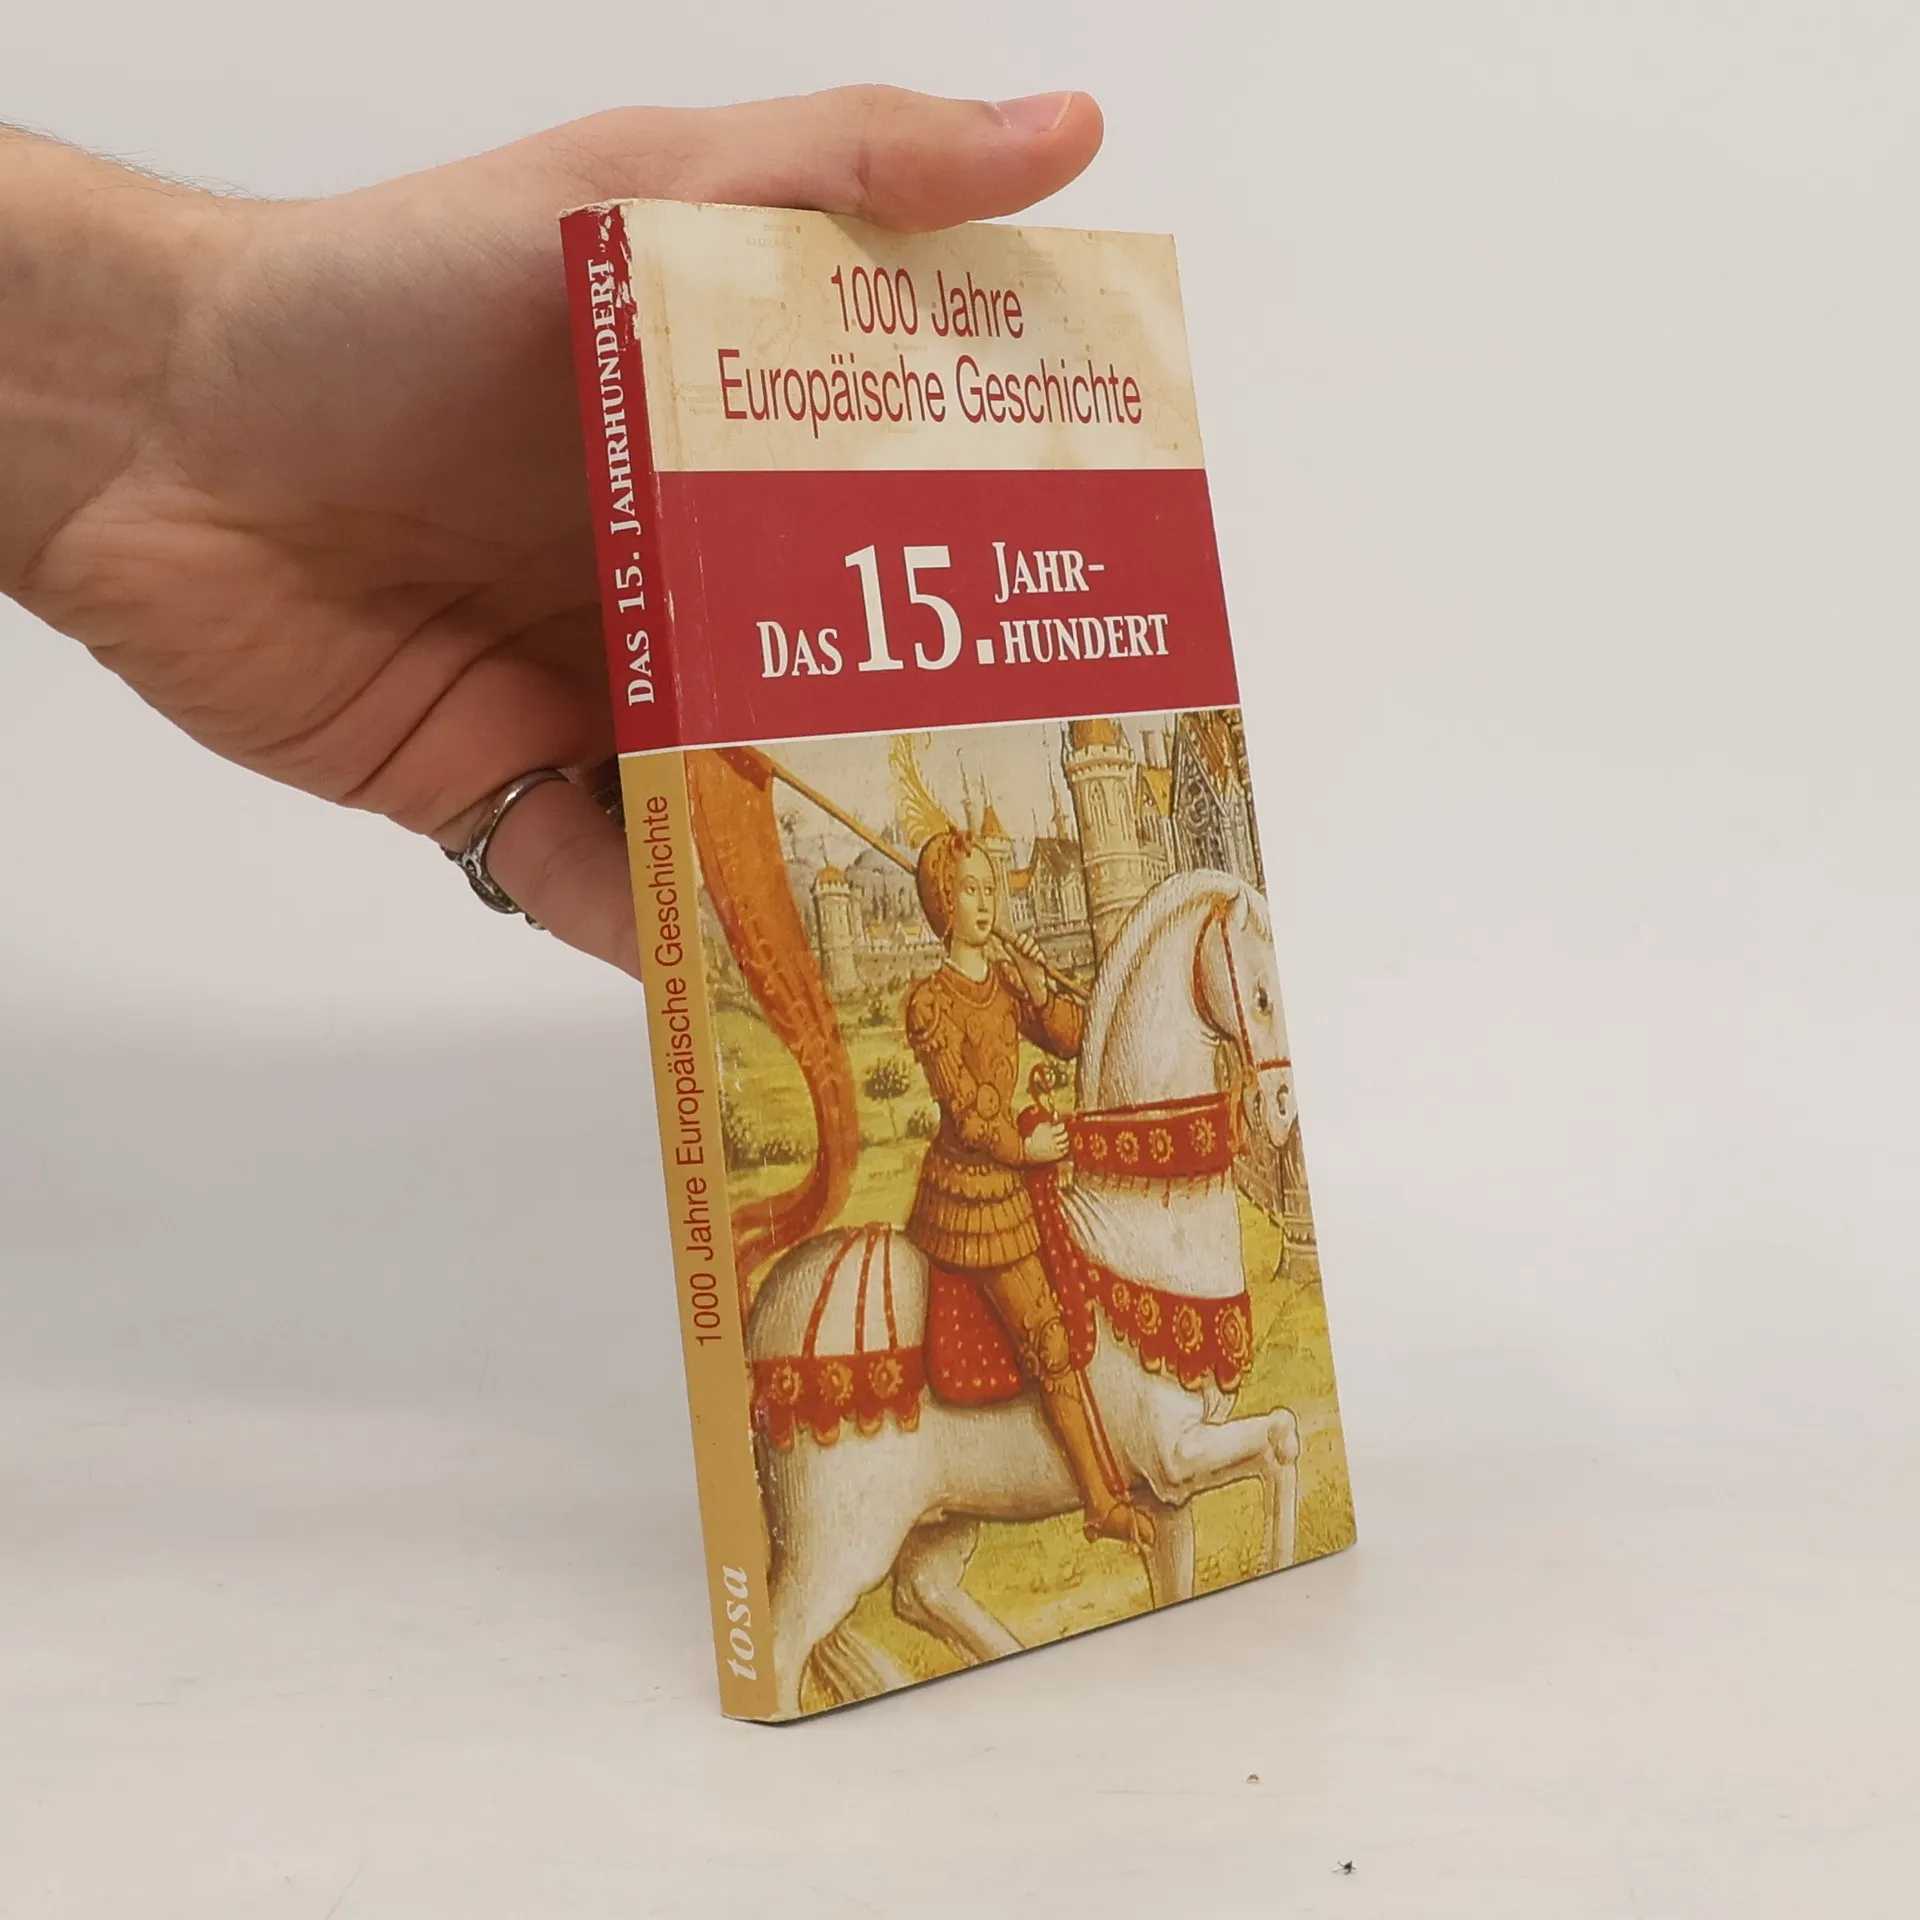 1000 Jahre
Europäische Geschichte
DAS 15. JAHR-
HUNDERT
DAS 15. JAHRHUNDERT
1000 Jahre Europäische Geschichte
tosa